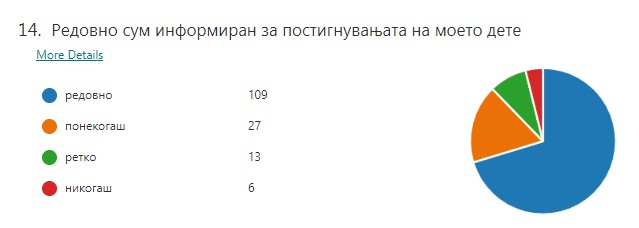 14. Редовно сум информиран за постигнувањата на моето дете
More Details
редовно 109
понекогаш 27
ретко 13
никогаш 6